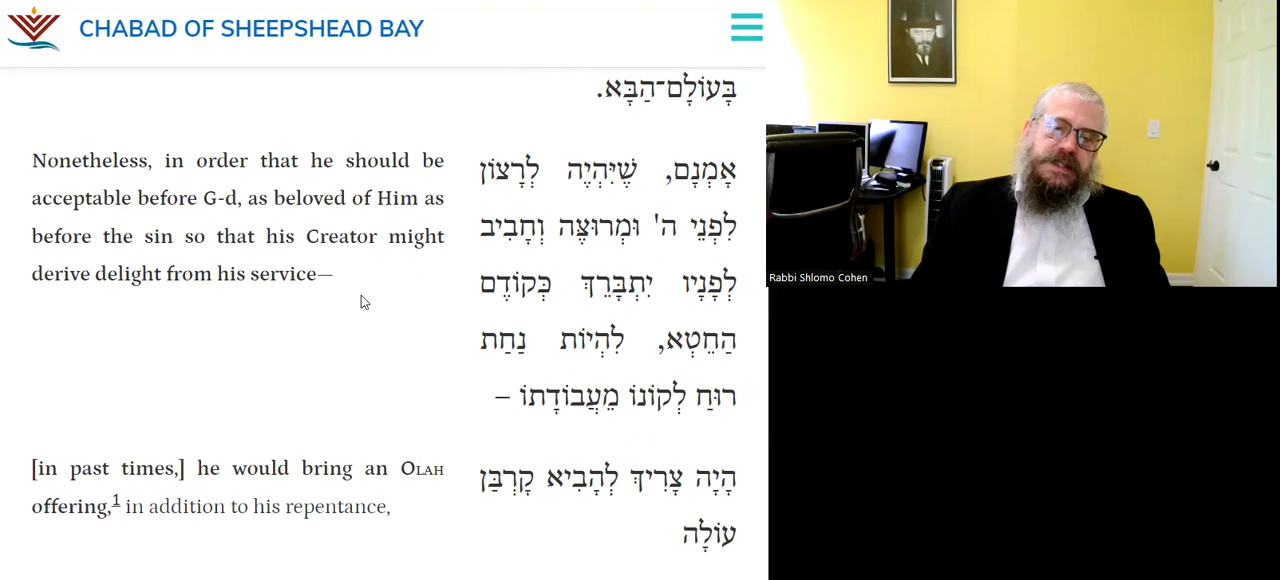 CHABAD OF SHEEPSHEAD BAY
בָּעוֹלָם־הַבָּא.
Nonetheless, in order that he should be
acceptable before G-d, as beloved of Him as
before the sin so that his Creator might
derive delight from his service—
אָמְנָם, שֶׁיִּהְיֶה לְרָצוֹן
לִפְנֵי ה' וּמְרוּצֶּה וְחָבִיב
לְפָנָיו יִתְבָּרֵךְ כְּקוֹדֶם
הַחֵטְא, לִהְיוֹת נַחַת
רוּחַ לְקוֹנוֹ מֵעֲבוֹדָתוֹ –
[in past times,] he would bring an OLAH
offering,1 in addition to his repentance,
הָיָה צָרִיךְ לְהָבִיא קָרְבַּן
עוֹלָה
Rabbi Shlomo Cohen